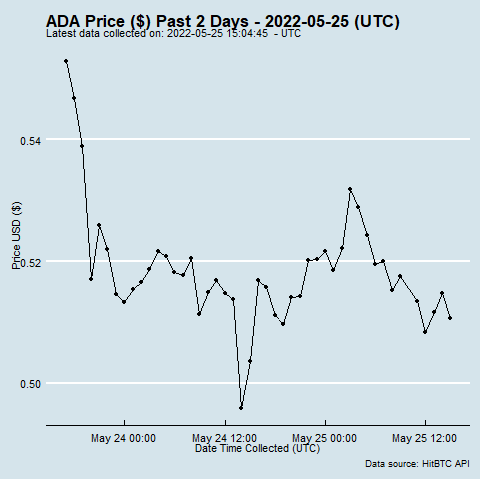 ADA Price ($) Past 2 Days - 2022-05-25 (UTC)
Latest data collected on: 2022-05-25 15:04:45 - UTC
0.54
0.52
0.50
Price USD ($)
May 24 00:00
May 24 12:00
May 25 00:00
May 25 12:00
Date Time Collected (UTC)
Data source: HitBTC API